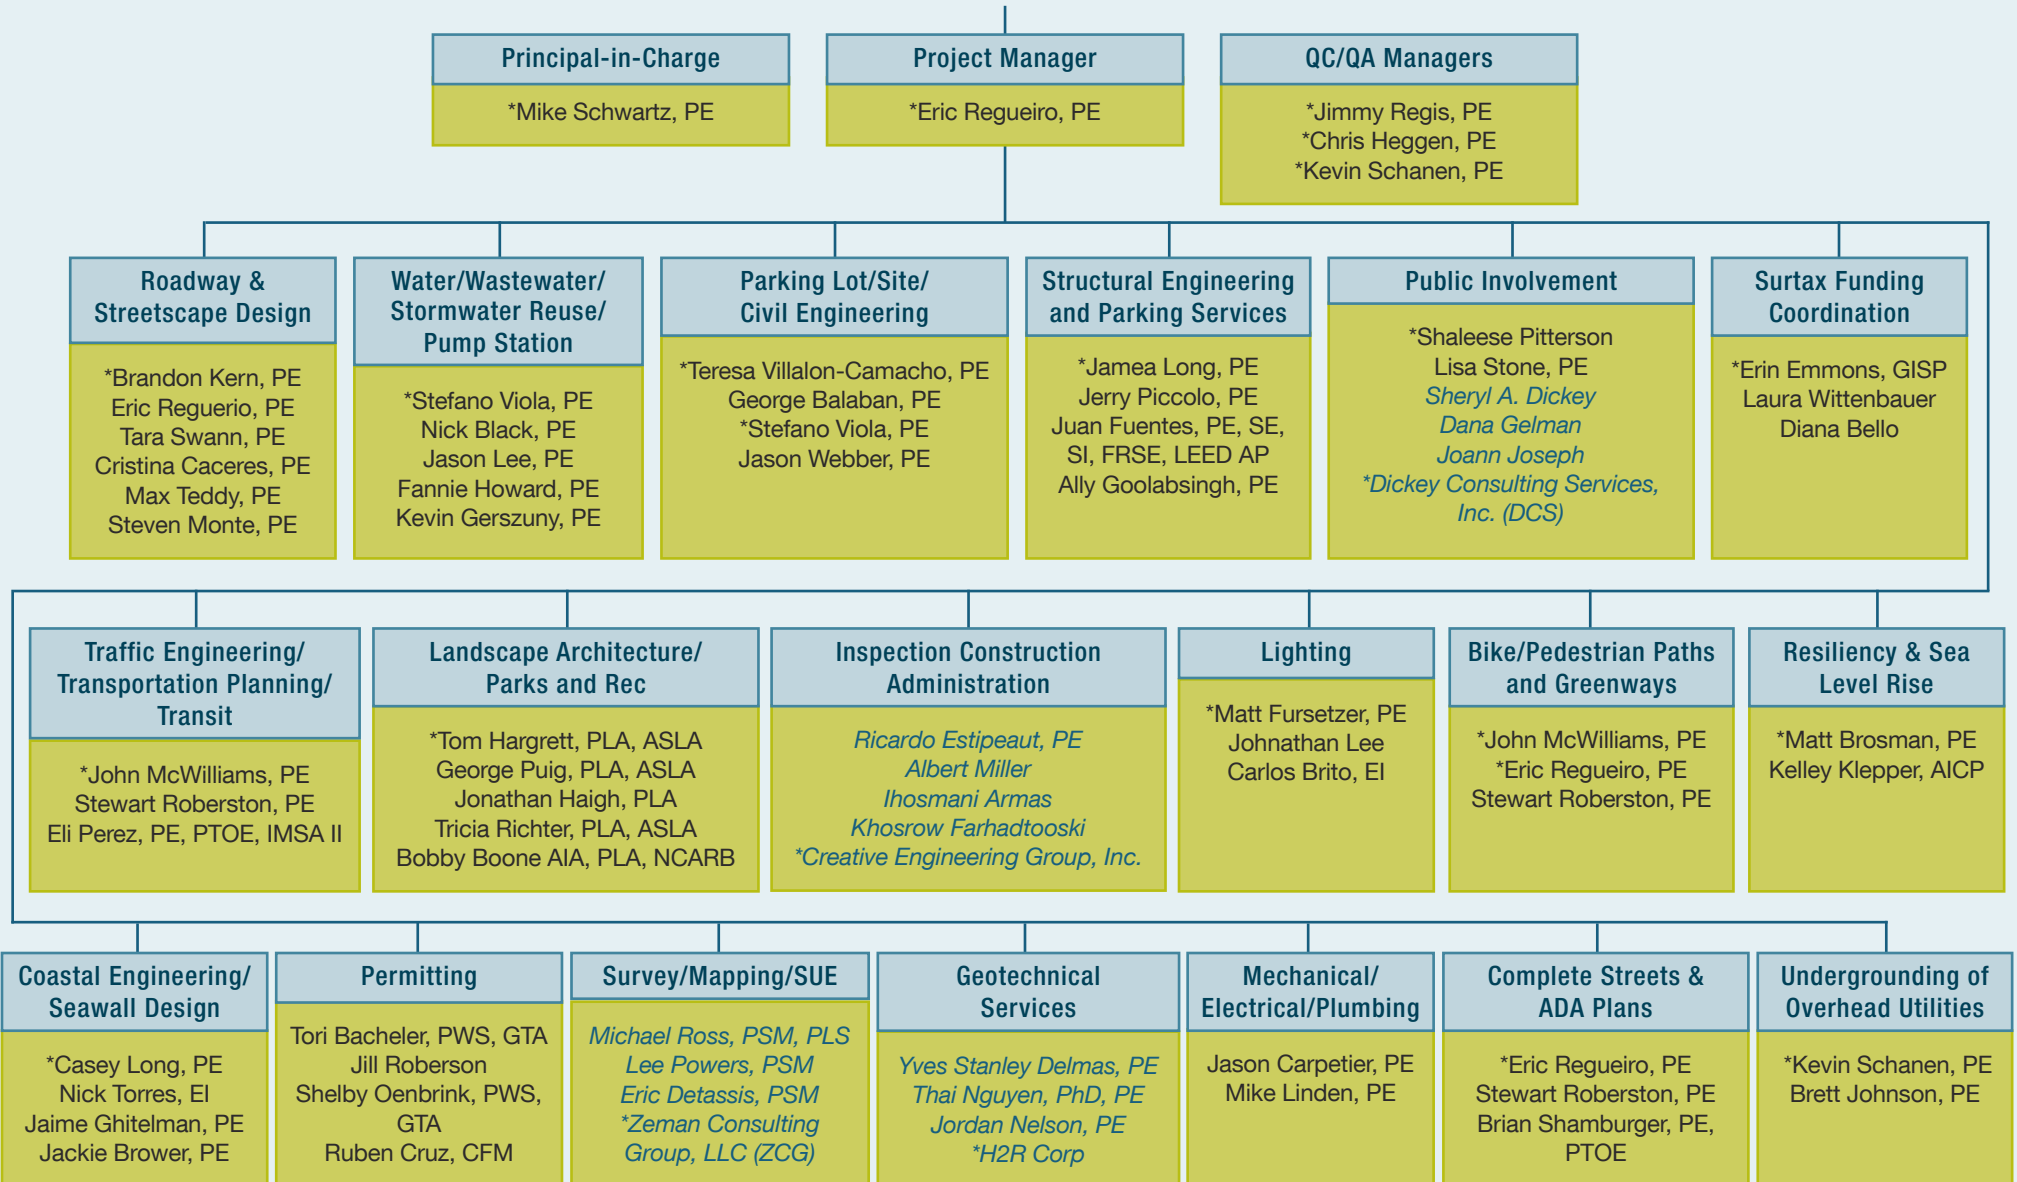 Principal-in-Charge
*Mike Schwartz, PE
Project Manager
*Eric Regueiro, PE
QC/QA Managers
*Jimmy Regis, PE
*Chris Heggen, PE
*Kevin Schanen, PE
Roadway &
Streetscape Design
*Brandon Kern, PE
Eric Reguerio, PE
Tara Swann, PE
Cristina Caceres, PE
Max Teddy, PE
Steven Monte, PE
Water/Wastewater/
Stormwater Reuse/
Pump Station
*Stefano Viola, PE
Nick Black, PE
Jason Lee, PE
Fannie Howard, PE
Kevin Gerszuny, PE
Parking Lot/Site/
Civil Engineering
*Teresa Villalon-Camacho, PE
George Balaban, PE
*Stefano Viola, PE
Jason Webber, PE
Structural Engineering
and Parking Services
*Jamea Long, PE
Jerry Piccolo, PE
Juan Fuentes, PE, SE,
SI, FRSE, LEED AP
Ally Goolabsingh, PE
Public Involvement
*Shaleese Pitterson
Lisa Stone, PE
Sheryl A. Dickey
Dana Gelman
Joann Joseph
*Dickey Consulting Services,
Inc. (DCS)
Surtax Funding
Coordination
*Erin Emmons, GISP
Laura Wittenbauer
Diana Bello
Traffic Engineering/
Transportation Planning/
Transit
*John McWilliams, PE
Stewart Roberston, PE
Eli Perez, PE, PTOE, IMSA II
Landscape Architecture/
Parks and Rec
*Tom Hargrett, PLA, ASLA
George Puig, PLA, ASLA
Jonathan Haigh, PLA
Tricia Richter, PLA, ASLA
Bobby Boone AIA, PLA, NCARB
Inspection Construction
Administration
Ricardo Estipeaut, PE
Albert Miller
Ihosmani Armas
Khosrow Farhadtooski
*Creative Engineering Group, Inc.
Lighting
*Matt Fursetzer, PE
Johnathan Lee
Carlos Brito, EI
Bike/Pedestrian Paths
and Greenways
*John McWilliams, PE
*Eric Regueiro, PE
Stewart Roberston, PE
Resiliency & Sea
Level Rise
*Matt Brosman, PE
Kelley Klepper, AICP
Coastal Engineering/
Seawall Design
*Casey Long, PE
Nick Torres, EI
Jaime Ghitelman, PE
Jackie Brower, PE
Permitting
Tori Bacheler, PWS, GTA
Jill Roberson
Shelby Oenbrink, PWS,
GTA
Ruben Cruz, CFM
Survey/Mapping/SUE
Michael Ross, PSM, PLS
Lee Powers, PSM
Eric Detassis, PSM
*Zeman Consulting
Group, LLC (ZCG)
Geotechnical
Services
Yves Stanley Delmas, PE
Thai Nguyen, PhD, PE
Jordan Nelson, PE
*H2R Corp
Mechanical/
Electrical/Plumbing
Jason Carpetier, PE
Mike Linden, PE
Complete Streets &
ADA Plans
*Eric Regueiro, PE
Stewart Roberston, PE
Brian Shamburger, PE,
PTOE
Undergrounding of
Overhead Utilities
*Kevin Schanen, PE
Brett Johnson, PE